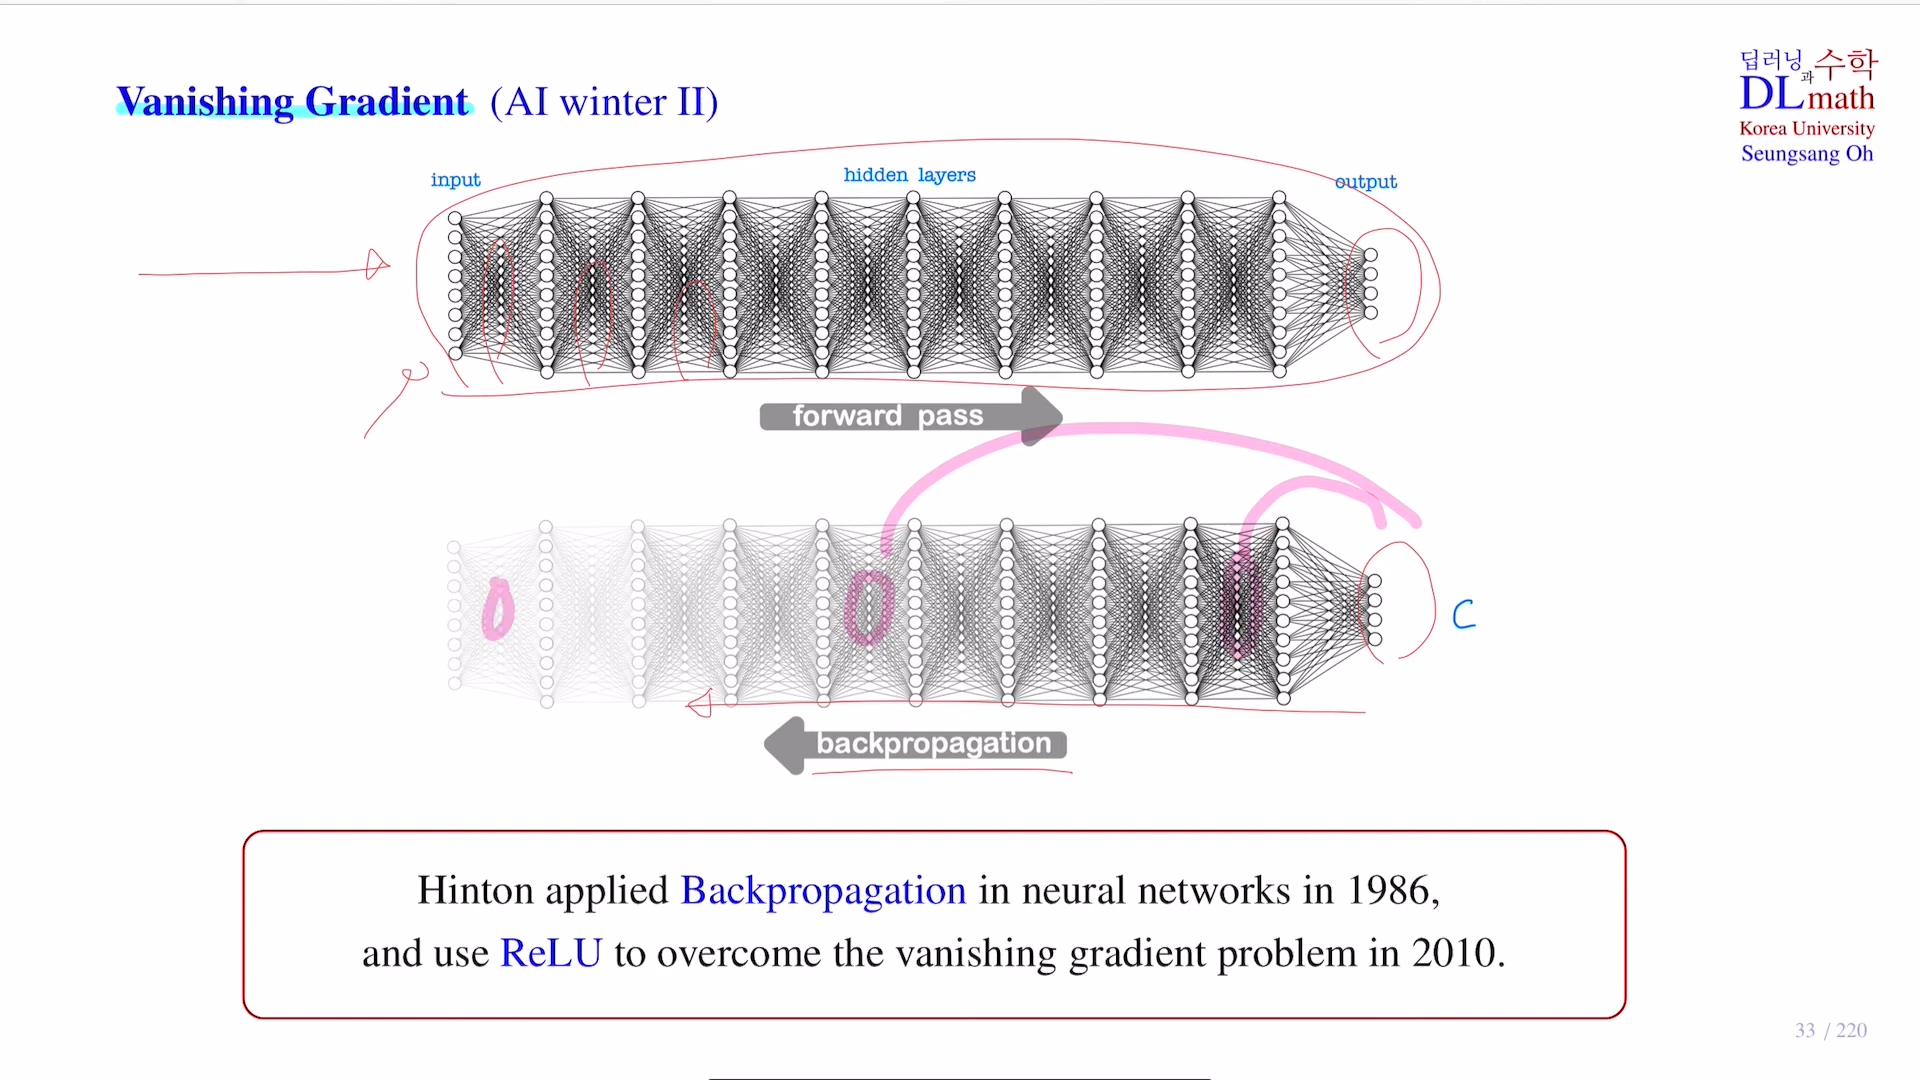 Vanishing Gradient (AI winter II)
딥러닝과 수학
DL math
Korea University
Seungsang Oh
input
hidden layers
output
forward pass
C
backpropagation
Hinton applied Backpropagation in neural networks in 1986,
and use ReLU to overcome the vanishing gradient problem in 2010.
33 / 220